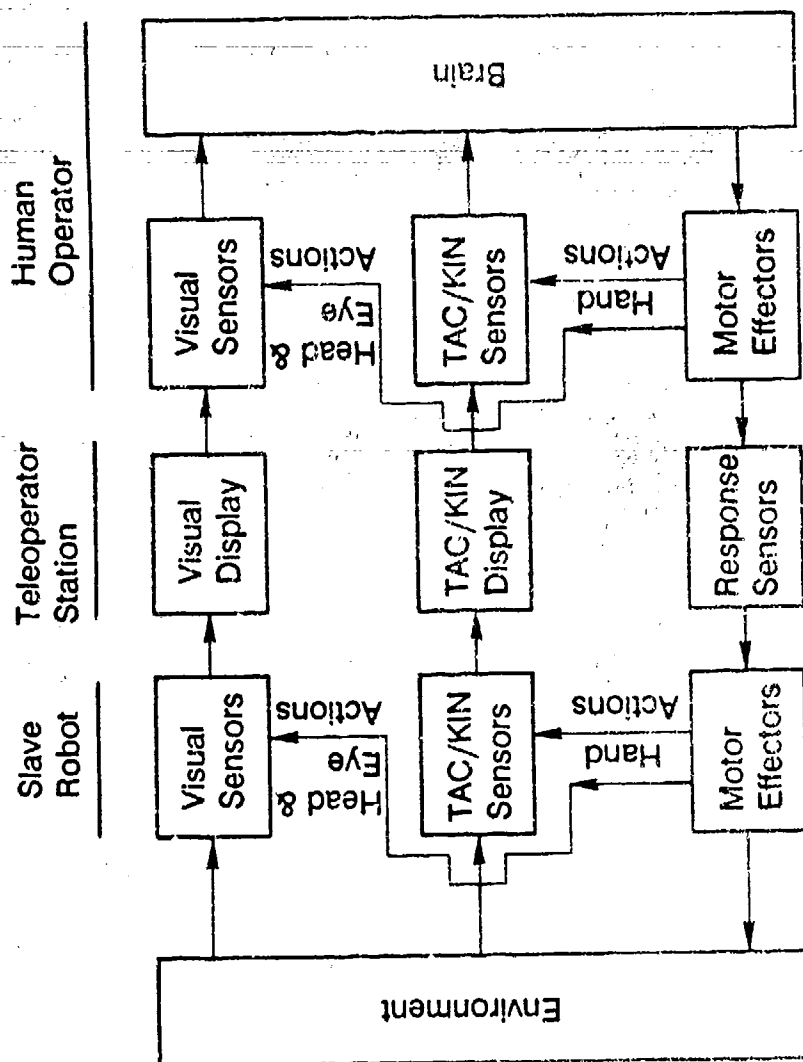 Slave
Robot
Teleoperator
Station
Human
Operator
Visual
Sensors
Visual
Display
Visual
Sensors
Head &
Eye
Actions
Head &
Eye
Actions
Environment
TAC/KIN
Sensors
TAC/KIN
Display
TAC/KIN
Sensors
Brain
Hand
Actions
Hand
Actions
Motor
Effectors
Response
Sensors
Motor
Effectors